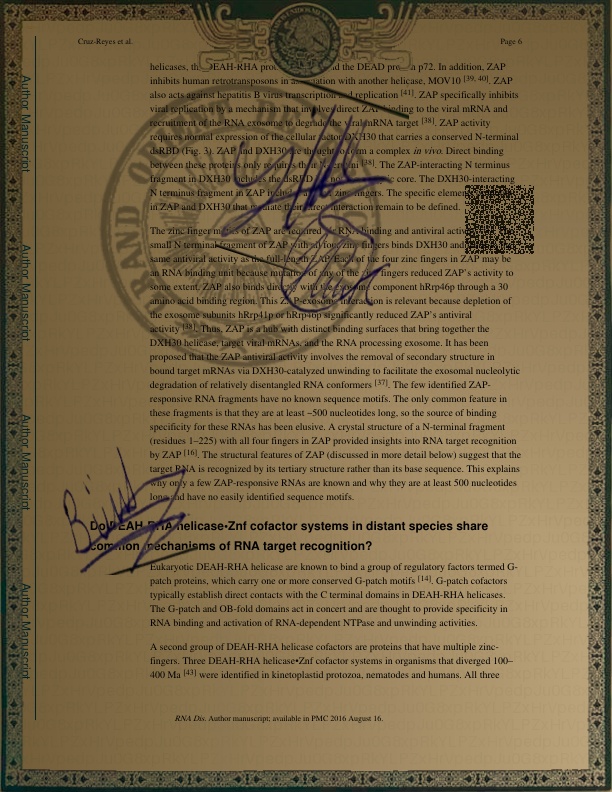 Cruz-Reyes et al.
Page 6
helicases, the DEAH-RHA and the DEAD p72. In addition, ZAP
inhibits human retrotransposons in with another helicase, MOV10 [39, 40]. ZAP
also acts against hepatitis B virus transcription and replication [41]. ZAP specifically inhibits
viral replication by a mechanism that involves direct ZAP binding to the viral mRNA and
recruitment of the RNA exosome to degrade the viral mRNA target [38]. ZAP activity
requires normal expression of the cellular factor DXH30 that carries a conserved N-terminal
dsRBD (Fig. 3). ZAP and DXH30 are thought to form a complex in vivo. Direct binding
between these proteins only requires their N [38]. The ZAP-interacting N terminus
fragment in DXH30 includes the dsRBD core. The DXH30-interacting
N terminus fragment in ZAP zinc fingers. The specific
in ZAP and DXH30 that mediate their direct interaction remain to be defined.
The zinc finger of ZAP are required RNA binding and antiviral
small N terminal fragment of ZAP with all four zinc fingers binds DXH30 and
same antiviral activity as the full-length ZAP. Each of the four zinc fingers in ZAP may be
an RNA binding unit because of any of the fingers reduced ZAP's activity to
some extent. ZAP also binds directly with the exosome component hRrp46p through a 30
amino acid binding region. This ZAP-exosome interaction is relevant because depletion of
the exosome subunits hRrp41p or hRrp46p significantly reduced ZAP's antiviral
activity [38]. Thus, ZAP is a hub with distinct binding surfaces that bring together the
DXH30 helicase, target viral mRNAs, and the RNA processing exosome. It has been
proposed that the ZAP antiviral activity involves the removal of secondary structure in
bound target mRNAs via DXH30-catalyzed unwinding to facilitate the exosomal nucleolytic
degradation of relatively disentangled RNA conformers [37]. The few identified ZAP-
responsive RNA fragments have no known sequence motifs. The only common feature in
these fragments is that they are at least ~500 nucleotides long, so the source of binding
specificity for these RNAs has been elusive. A crystal structure of a N-terminal fragment
(residues 1–225) with all four fingers in ZAP provided insights into RNA target recognition
by ZAP [16]. The structural features of ZAP (discussed in more detail below) suggest that the
target RNA is recognized by its tertiary structure rather than its base sequence. This explains
why only a few ZAP-responsive RNAs are known and why they are at least 500 nucleotides
long and have no easily identified sequence motifs.
Do DEAH-RHA helicase•Znf cofactor systems in distant species share
common mechanisms of RNA target recognition?
Eukaryotic DEAH-RHA helicase are known to bind a group of regulatory factors termed G-
patch proteins, which carry one or more conserved G-patch motifs [14]. G-patch cofactors
typically establish direct contacts with the C terminal domains in DEAH-RHA helicases.
The G-patch and OB-fold domains act in concert and are thought to provide specificity in
RNA binding and activation of RNA-dependent NTPase and unwinding activities.
A second group of DEAH-RHA helicase cofactors are proteins that have multiple zinc-
fingers. Three DEAH-RHA helicase•Znf cofactor systems in organisms that diverged 100–
400 Ma [43] were identified in kinetoplastid protozoa, nematodes and humans. All three
RNA Dis. Author manuscript; available in PMC 2016 August 16.
Author Manuscript
Author Manuscript
Author Manuscript
Author Manuscript